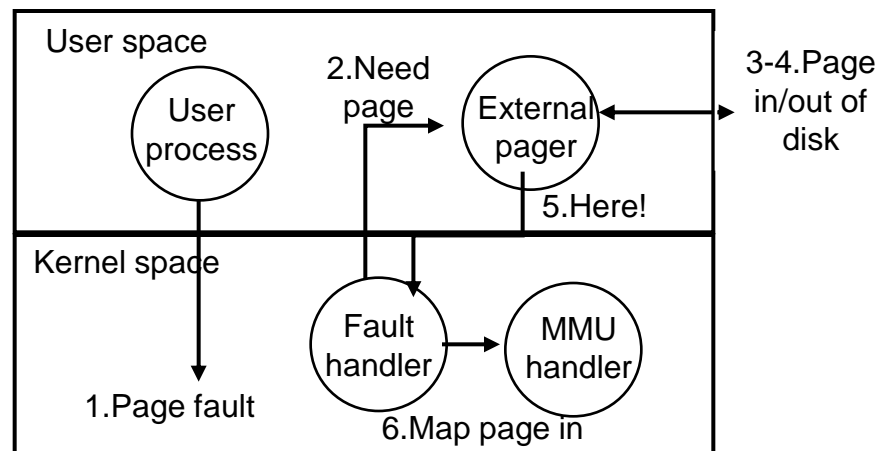 User space
User
process
2.Need
page
External
pager
3-4.Page
in/out of
disk
5.Here!
Kernel space
Fault
handler
MMU
handler
1.Page fault
6.Map page in